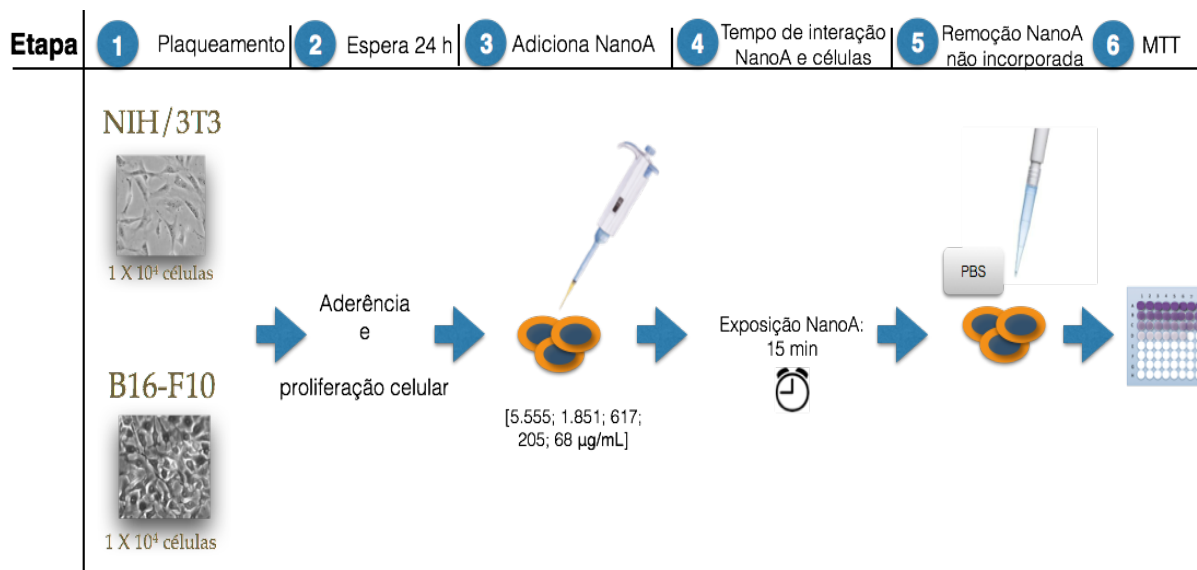 Etapa
1 Plaqueamento
2 Espera 24 h
3 Adiciona NanoA
4 Tempo de interação
NanoA e células
5 Remoção NanoA
não incorporada
6 MTT
NIH/3T3
1 X 10⁴ células
B16-F10
1 X 10⁴ células
Aderência
e
proliferação celular
[5.555; 1.851; 617;
205; 68 µg/mL]
Exposição NanoA:
15 min
PBS